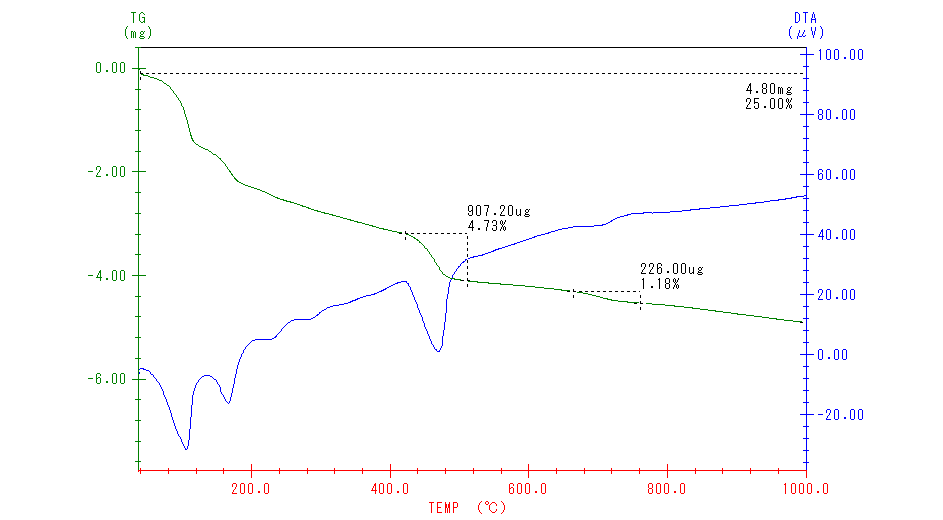 TG
(mg)
DTA
(μV)
0.00
-2.00
-4.00
-6.00
100.00
80.00
60.00
40.00
20.00
0.00
-20.00
4.80mg
25.00%
907.20ug
4.73%
226.00ug
1.18%
200.0
400.0
600.0
800.0
1000.0
TEMP (℃)